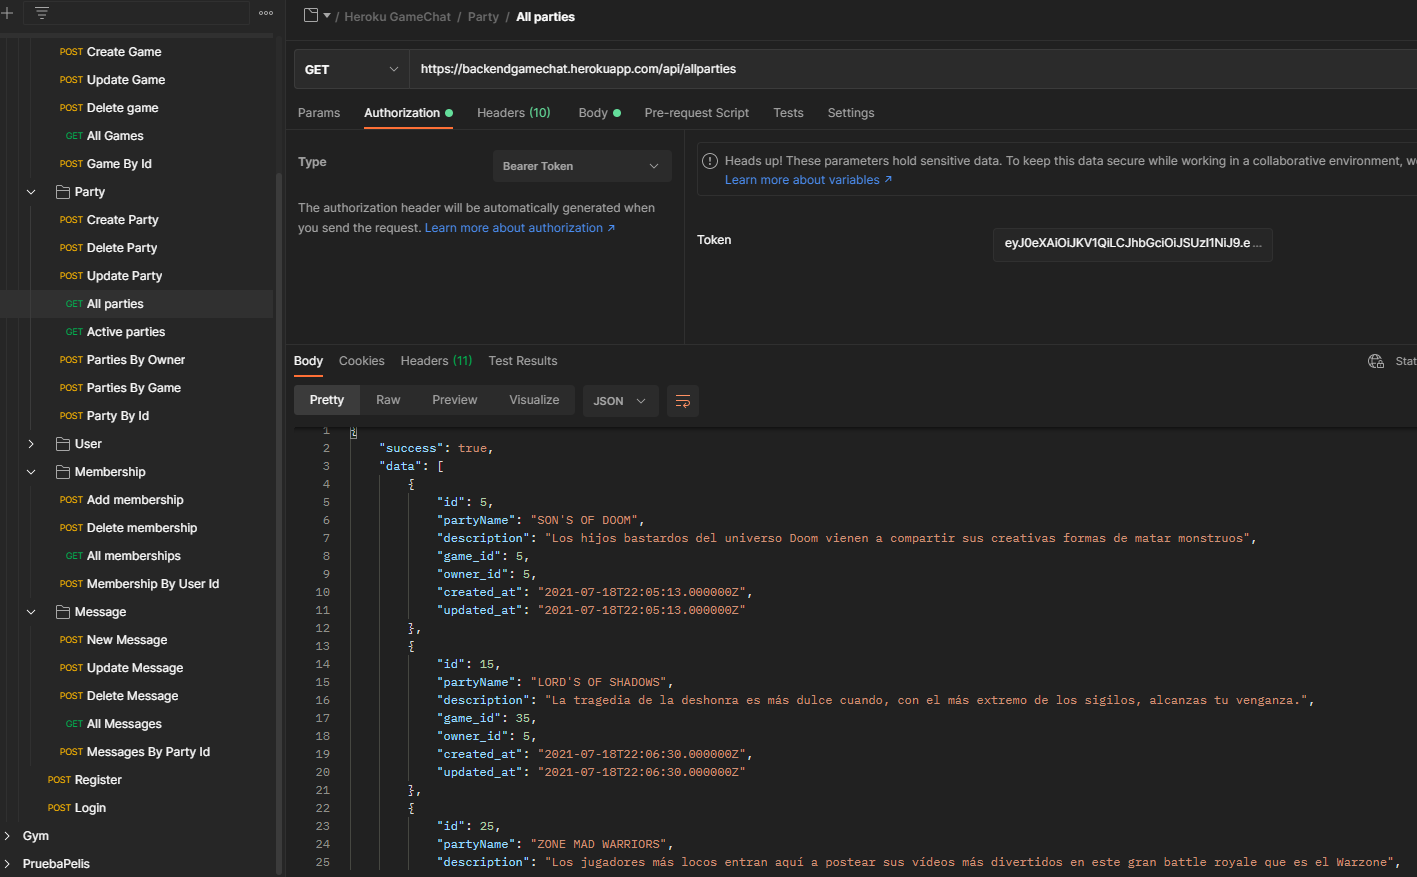 / Heroku GameChat / Party / All parties
POST Create Game
POST Update Game
POST Delete game
GET All Games
POST Game By Id
Party
POST Create Party
POST Delete Party
POST Update Party
GET All parties
GET Active parties
POST Parties By Owner
POST Parties By Game
POST Party By Id
User
Membership
POST Add membership
POST Delete membership
GET All memberships
POST Membership By User Id
Message
POST New Message
POST Update Message
POST Delete Message
GET All Messages
POST Messages By Party Id
POST Register
POST Login
Gym
PruebaPelis
GET https://backendgamechat.herokuapp.com/api/allparties
Params Authorization Headers (10) Body Pre-request Script Tests Settings
Type Bearer Token
The authorization header will be automatically generated when
you send the request. Learn more about authorization ↗
Heads up! These parameters hold sensitive data. To keep this data secure while working in a collaborative environment, w
Learn more about variables ↗
Token eyJ0eXAiOiJKV1QiLCJhbGciOiJSUzI1NiJ9.e ...
Body Cookies Headers (11) Test Results Stat
Pretty Raw Preview Visualize JSON
1 {
2 "success": true,
3 "data": [
4 {
5 "id": 5,
6 "partyName": "SON'S OF DOOM",
7 "description": "Los hijos bastardos del universo Doom vienen a compartir sus creativas formas de matar monstruos",
8 "game_id": 5,
9 "owner_id": 5,
10 "created_at": "2021-07-18T22:05:13.000000Z",
11 "updated_at": "2021-07-18T22:05:13.000000Z"
12 },
13 {
14 "id": 15,
15 "partyName": "LORD'S OF SHADOWS",
16 "description": "La tragedia de la deshonra es más dulce cuando, con el más extremo de los sigilos, alcanzas tu venganza.",
17 "game_id": 35,
18 "owner_id": 5,
19 "created_at": "2021-07-18T22:06:30.000000Z",
20 "updated_at": "2021-07-18T22:06:30.000000Z"
21 },
22 {
23 "id": 25,
24 "partyName": "ZONE MAD WARRIORS",
25 "description": "Los jugadores más locos entran aquí a postear sus vídeos más divertidos en este gran battle royale que es el Warzone",